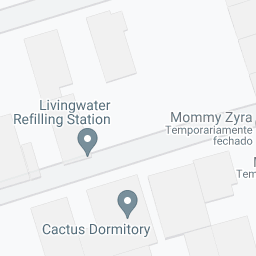 Livingwater
Refilling Station
Mommy Zyra
Temporariamente
fechado
Cactus Dormitory